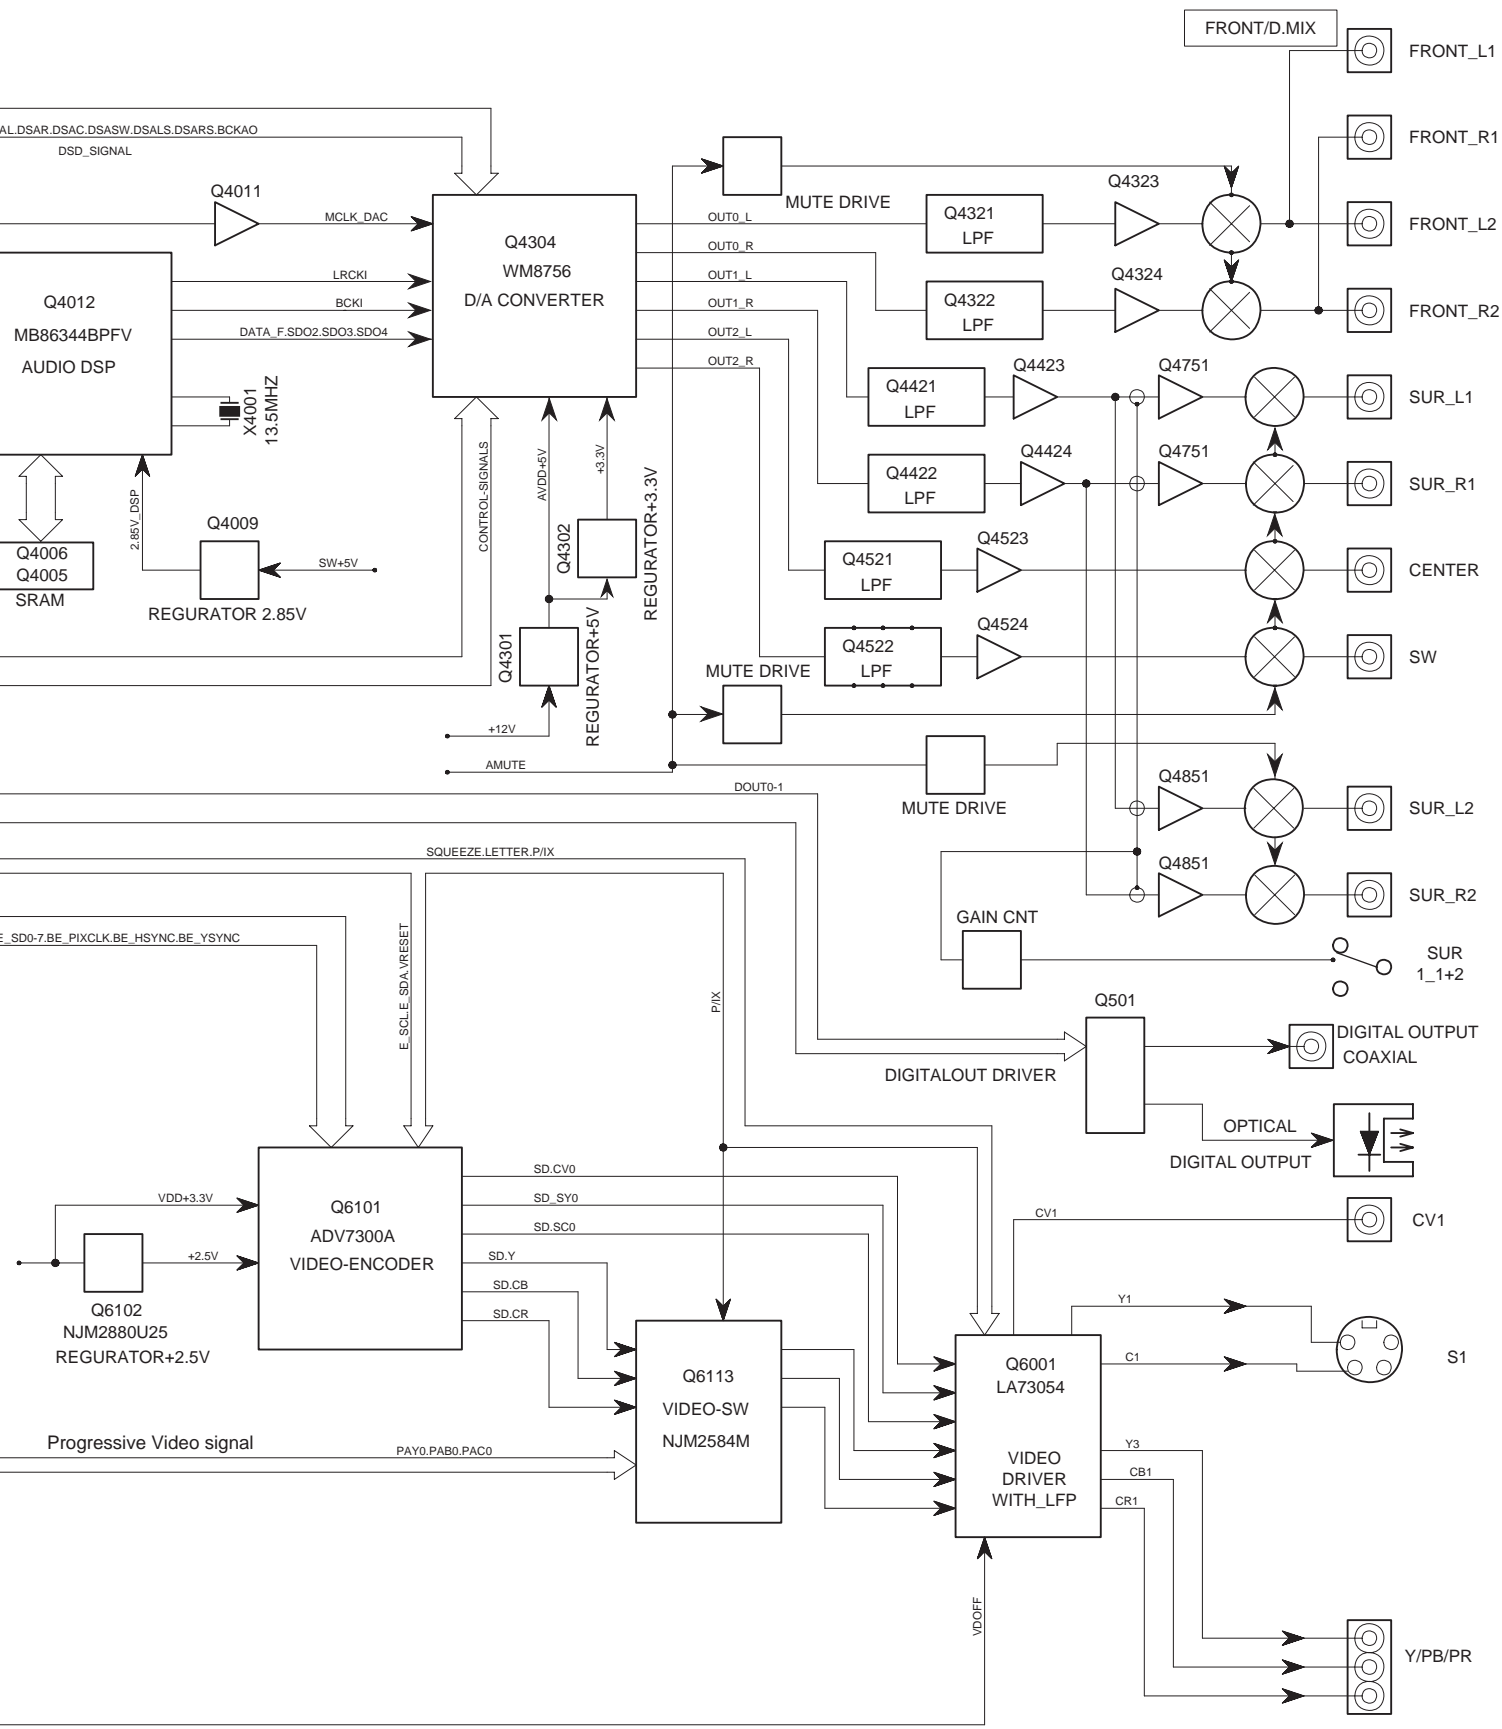 FRONT/D.MIX
FRONT_L1
AL.DSAR.DSAC.DSASW.DSALS.DSARS.BCKAO
DSD_SIGNAL
FRONT_R1
Q4011
MCLK_DAC
MUTE DRIVE
Q4323
Q4304
WM8756
D/A CONVERTER
OUT0_L
OUT0_R
OUT1_L
OUT1_R
OUT2_L
OUT2_R
Q4321
LPF
FRONT_L2
Q4324
Q4322
LPF
FRONT_R2
Q4012
MB86344BPFV
AUDIO DSP
LRCKI
BCKI
DATA_F.SDO2.SDO3.SDO4
X4001
13.5MHZ
Q4421
LPF
Q4423
Q4751
SUR_L1
Q4422
LPF
Q4424
Q4751
SUR_R1
2.85V_DSP
Q4009
SW+5V
REGURATOR 2.85V
Q4006
Q4005
SRAM
CONTROL-SIGNALS
AVDD+5V
+3.3V
Q4302
REGURATOR+3.3V
Q4301
REGURATOR+5V
+12V
AMUTE
Q4521
LPF
Q4523
CENTER
Q4522
LPF
Q4524
SW
MUTE DRIVE
MUTE DRIVE
DOUT0-1
Q4851
SUR_L2
Q4851
SUR_R2
SQUEEZE.LETTER.P/IX
GAIN CNT
SUR
1_1+2
E_SD0-7.BE_PIXCLK.BE_HSYNC.BE_YSYNC
E_SCL.E_SDA.VRESET
P/IX
Q501
DIGITALOUT DRIVER
DIGITAL OUTPUT
COAXIAL
OPTICAL
DIGITAL OUTPUT
VDD+3.3V
+2.5V
Q6102
NJM2880U25
REGURATOR+2.5V
Q6101
ADV7300A
VIDEO-ENCODER
SD.CV0
SD_SY0
SD.SC0
SD.Y
SD.CB
SD.CR
CV1
CV1
Y1
C1
S1
Q6113
VIDEO-SW
NJM2584M
Q6001
LA73054
VIDEO
DRIVER
WITH_LFP
Progressive Video signal
PAY0.PAB0.PAC0
Y3
CB1
CR1
VDOFF
Y/PB/PR